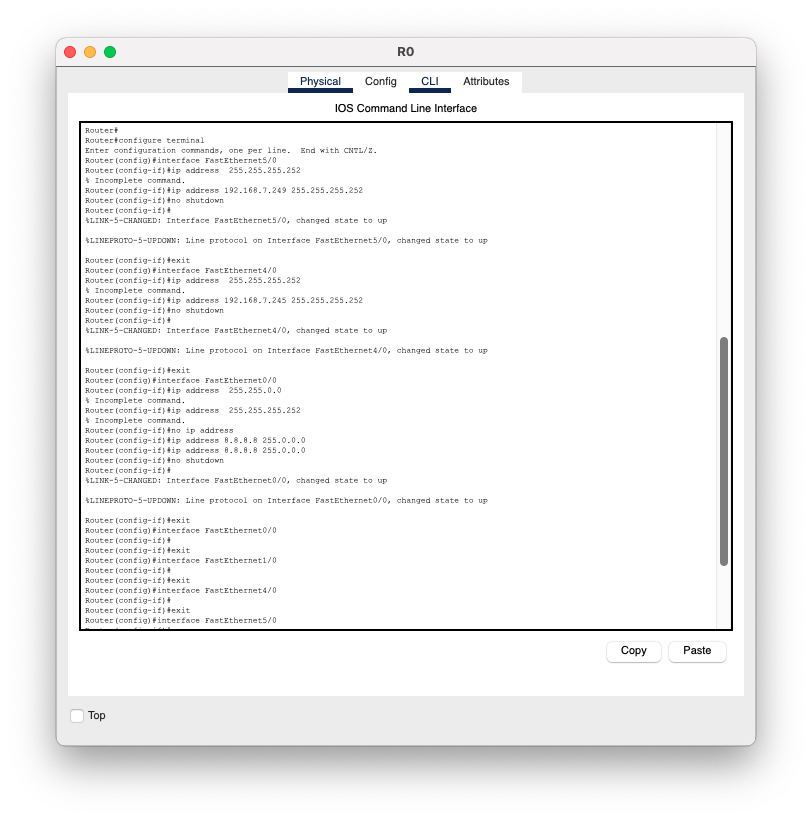 R0
Physical Config CLI Attributes
IOS Command Line Interface
Router#
Router#configure terminal
Enter configuration commands, one per line.  End with CNTL/Z.
Router(config)#interface FastEthernet5/0
Router(config-if)#ip address  255.255.255.252
% Incomplete command.
Router(config-if)#ip address 192.168.7.249 255.255.255.252
Router(config-if)#no shutdown
Router(config-if)#
%LINK-5-CHANGED: Interface FastEthernet5/0, changed state to up
%LINEPROTO-5-UPDOWN: Line protocol on Interface FastEthernet5/0, changed state to up
Router(config-if)#exit
Router(config)#interface FastEthernet4/0
Router(config-if)#ip address  255.255.255.252
% Incomplete command.
Router(config-if)#ip address 192.168.7.245 255.255.255.252
Router(config-if)#no shutdown
Router(config-if)#
%LINK-5-CHANGED: Interface FastEthernet4/0, changed state to up
%LINEPROTO-5-UPDOWN: Line protocol on Interface FastEthernet4/0, changed state to up
Router(config-if)#exit
Router(config)#interface FastEthernet0/0
Router(config-if)#ip address  255.255.0.0
% Incomplete command.
Router(config-if)#ip address  255.255.255.252
% Incomplete command.
Router(config-if)#no ip address
Router(config-if)#ip address 8.8.8.8 255.0.0.0
Router(config-if)#ip address 8.8.8.8 255.0.0.0
Router(config-if)#no shutdown
Router(config-if)#
%LINK-5-CHANGED: Interface FastEthernet0/0, changed state to up
%LINEPROTO-5-UPDOWN: Line protocol on Interface FastEthernet0/0, changed state to up
Router(config-if)#exit
Router(config)#interface FastEthernet0/0
Router(config-if)#
Router(config-if)#exit
Router(config)#interface FastEthernet1/0
Router(config-if)#
Router(config-if)#exit
Router(config)#interface FastEthernet4/0
Router(config-if)#
Router(config-if)#exit
Router(config)#interface FastEthernet5/0
Copy Paste
Top